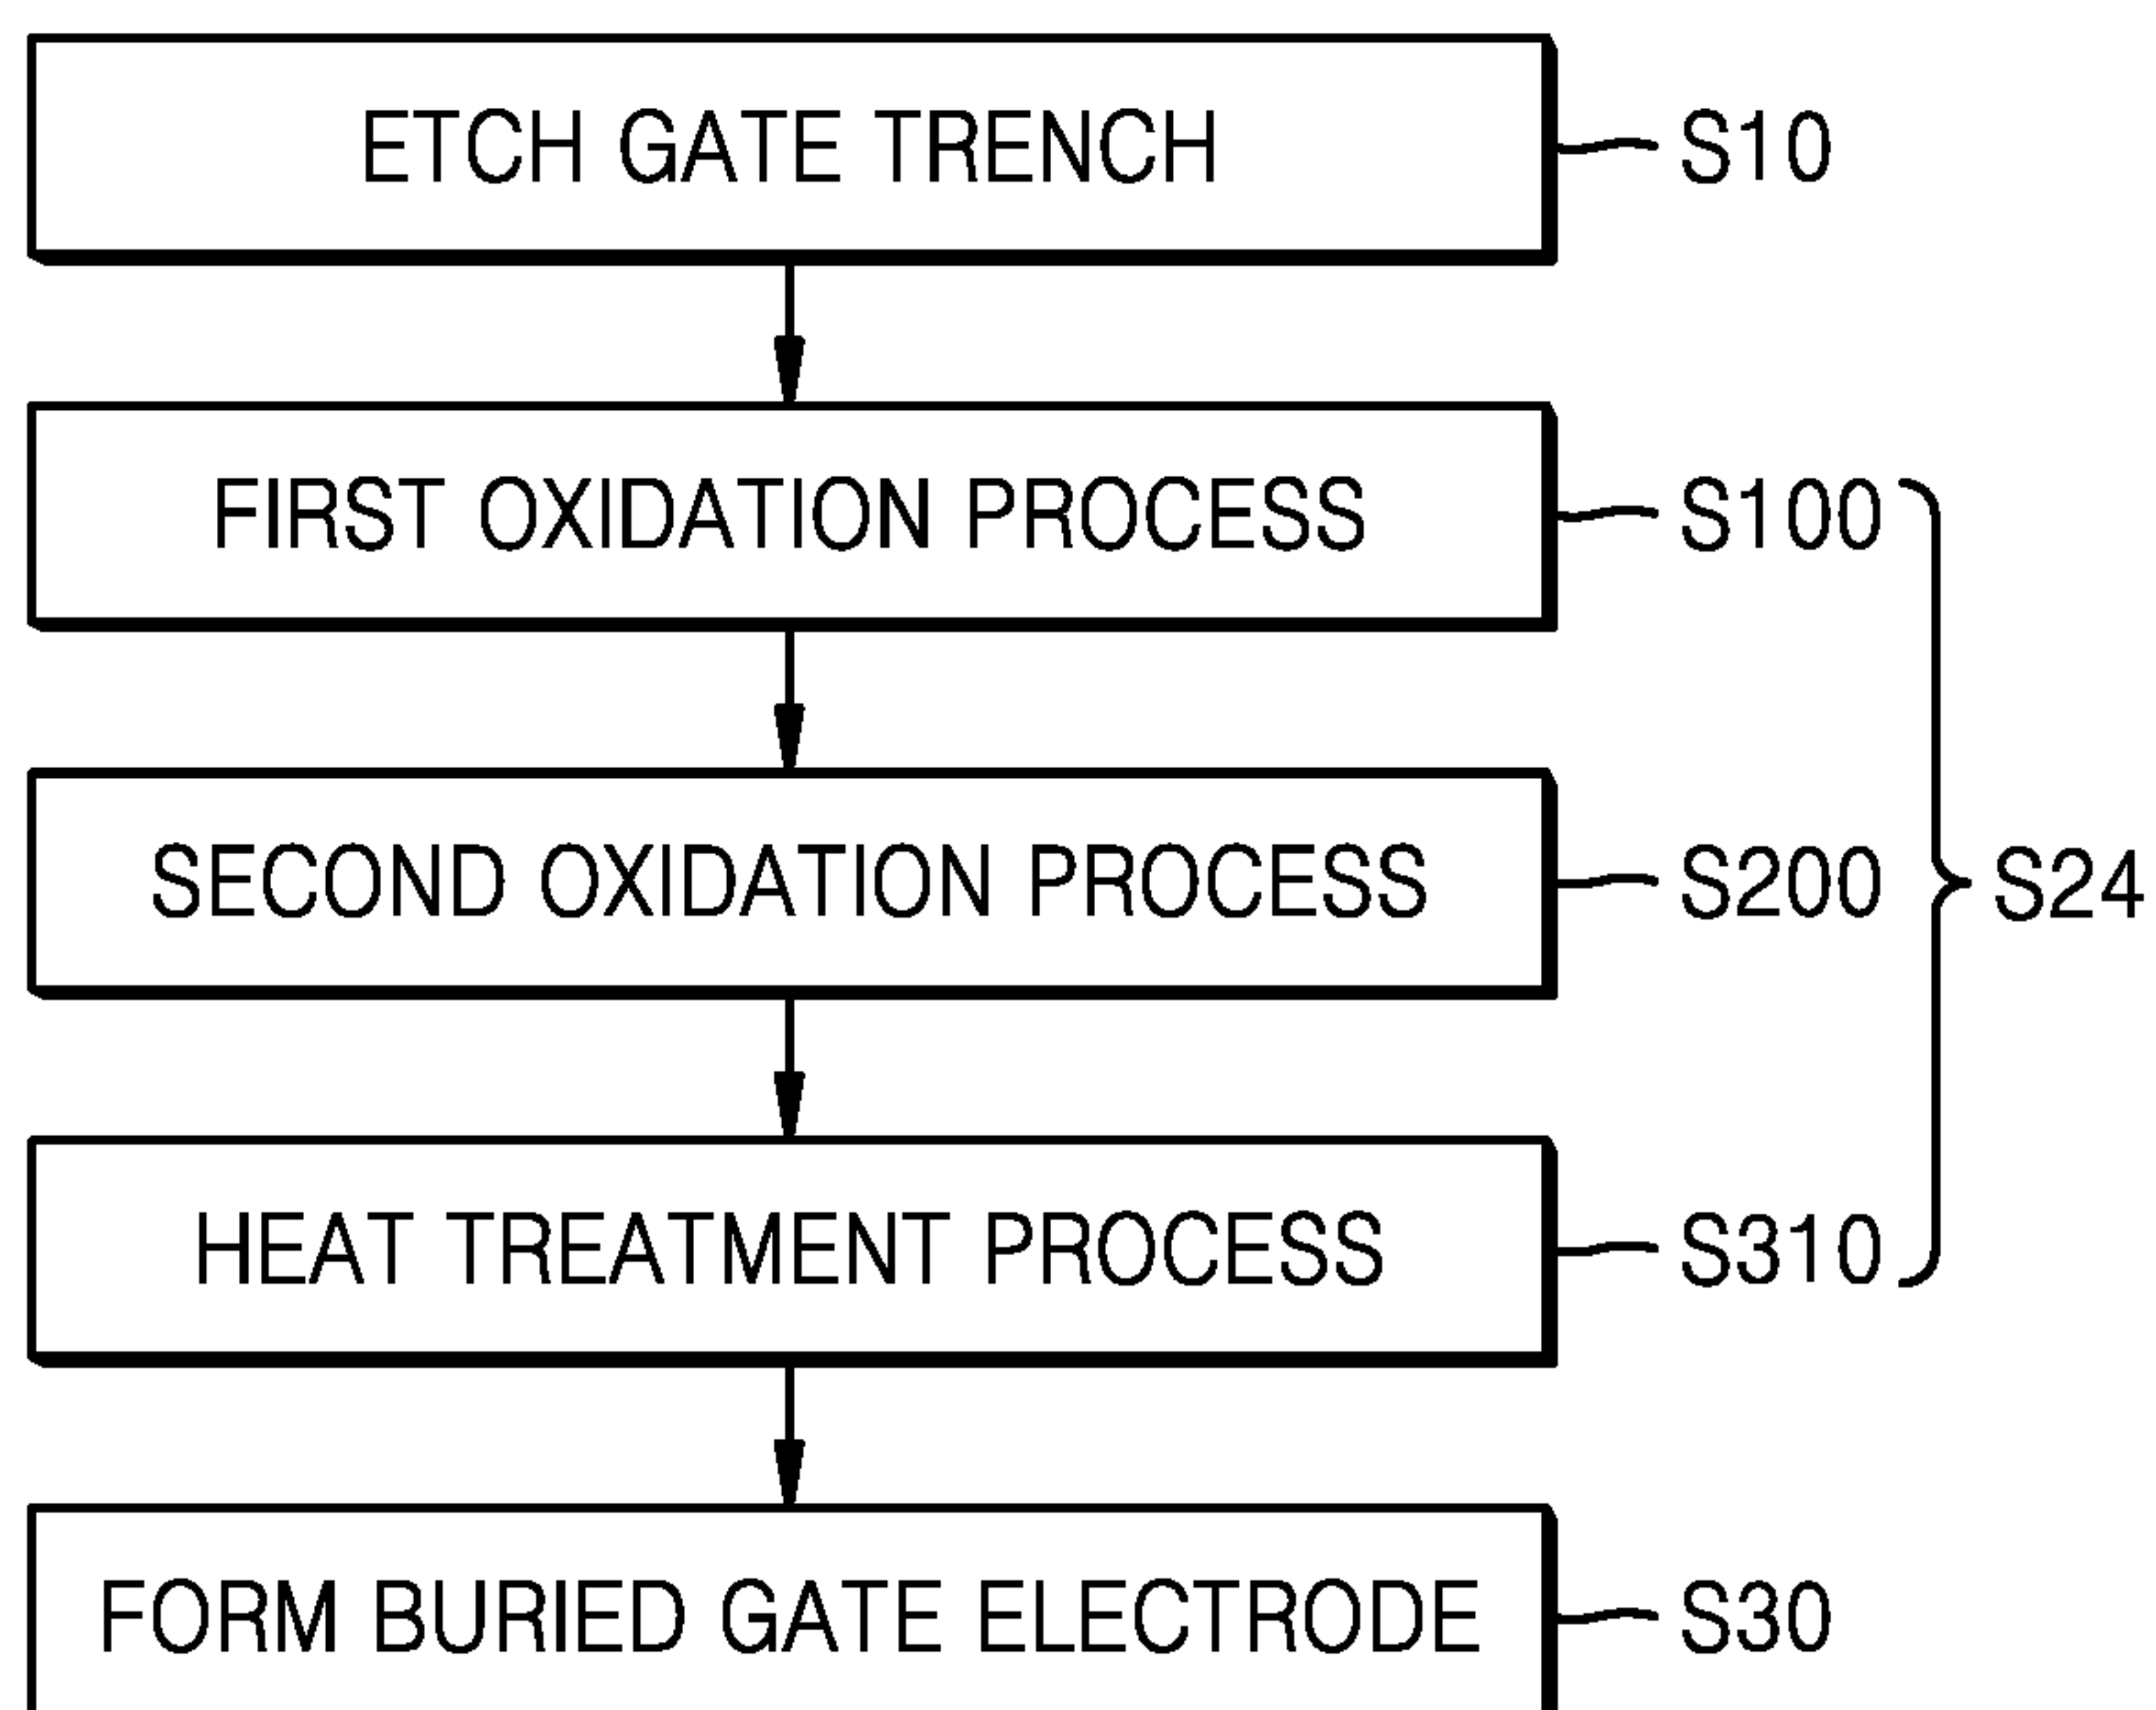 ETCH GATE TRENCH S10
FIRST OXIDATION PROCESS S100
SECOND OXIDATION PROCESS S200 S24
HEAT TREATMENT PROCESS S310
FORM BURIED GATE ELECTRODE S30